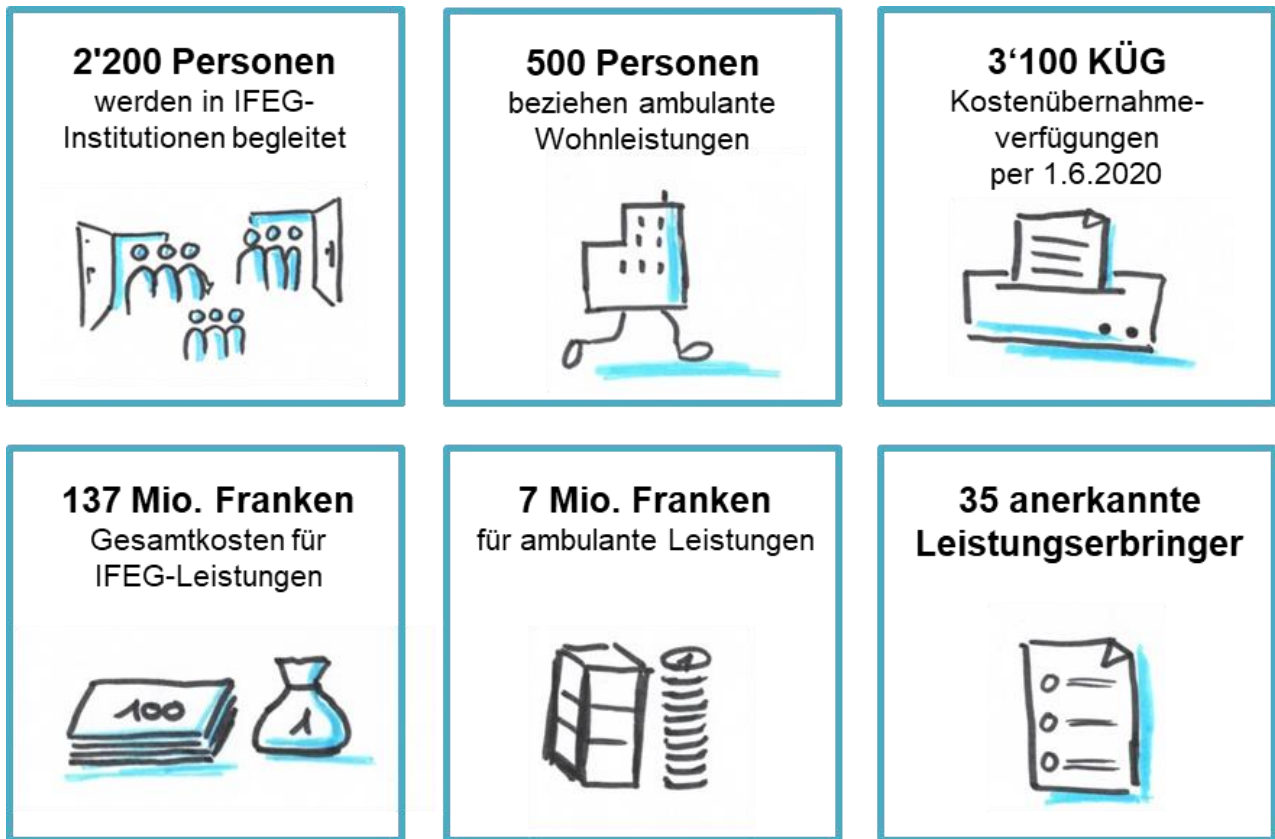 2'200 Personen
werden in IFEG-
Institutionen begleitet
500 Personen
beziehen ambulante
Wohnleistungen
3‘100 KÜG
Kostenübernahme-
verfügungen
per 1.6.2020
137 Mio. Franken
Gesamtkosten für
IFEG-Leistungen
100
1
7 Mio. Franken
für ambulante Leistungen
1
35 anerkannte
Leistungserbringer